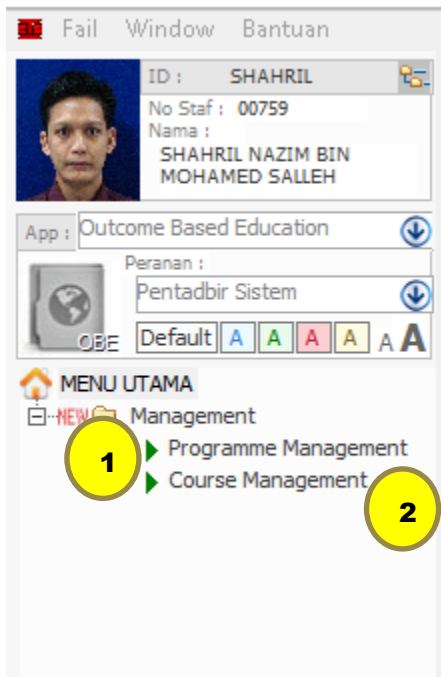 Fail Window Bantuan
ID : SHAHRIL
No Staf : 00759
Nama :
SHAHRIL NAZIM BIN
MOHAMED SALLEH
App : Outcome Based Education
Peranan :
Pentadbir Sistem
OBE
Default A A A A A A
MENU UTAMA
NEW Management
1 Programme Management
Course Management
2